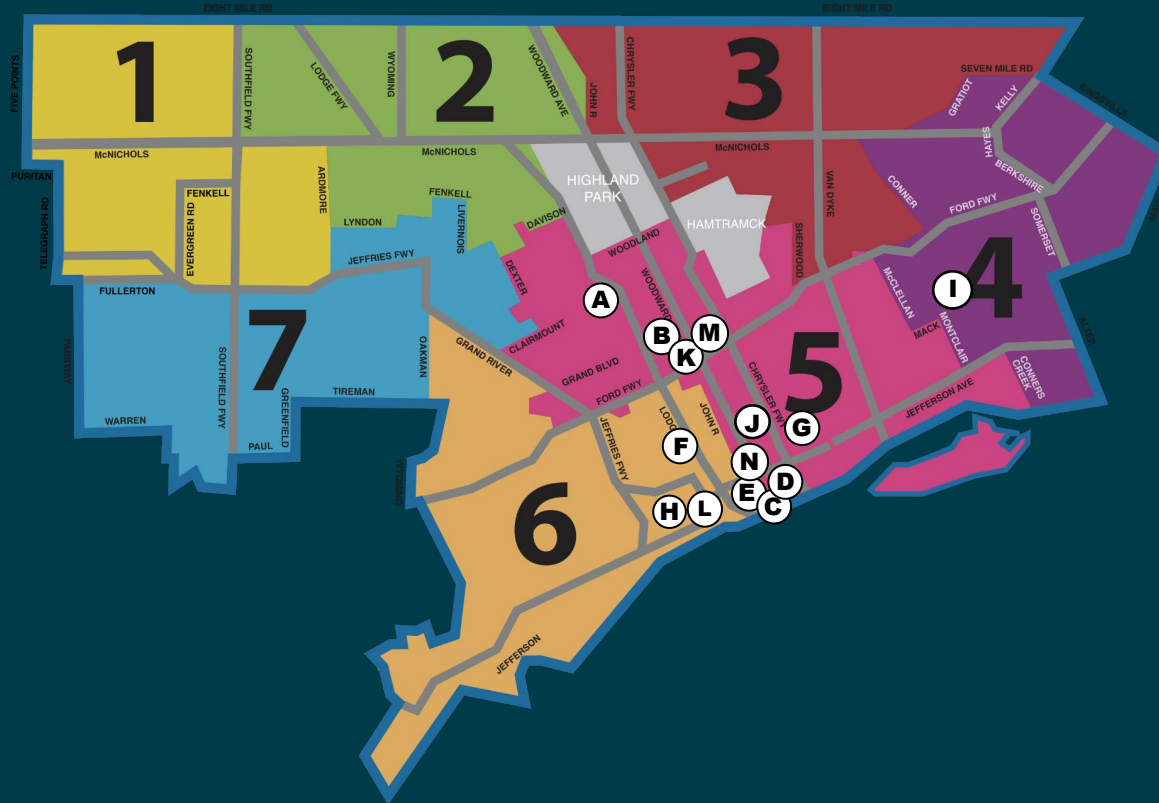 EIGHT MILE RD
EIGHT MILE RD
FIVE POINTS
1
SOUTHFIELD FWY
LODGE FWY
WYOMING
2
WOODWARD AVE
JOHN R
CHRYSLER FWY
3
SEVEN MILE RD
GRATIOT
KELLY
KINGSVILLE
HAYES
McNICHOLS
McNICHOLS
McNICHOLS
BERKSHIRE
PURITAN
TELEGRAPH RD
FENKELL
EVERGREEN RD
ARDMORE
FENKELL
LYNDON
LIVERNOIS
DAVISON
HIGHLAND
PARK
HAMTRAMCK
VAN DYKE
CONNER
FORD FWY
SOMERSET
WOODLAND
SHERWOOD
JEFFRIES FWY
DEXTER
WOODWARD
FULLERTON
7
A
B
M
K
I
4
McCLELLAN
MACK
MONTCLAIR
ALTER
CLAIRMOUNT
GRAND RIVER
GRAND BLVD
FORD FWY
OAKMAN
SOUTHFIELD FWY
GREENFIELD
TIREMAN
WARREN
PAUL
5
CHRYSLER FWY
CONNERS
CREEK
JEFFERSON AVE
JEFFRIES FWY
JOHN R
F
J
G
N
D
E
C
H
L
WYOMING
6
JEFFERSON